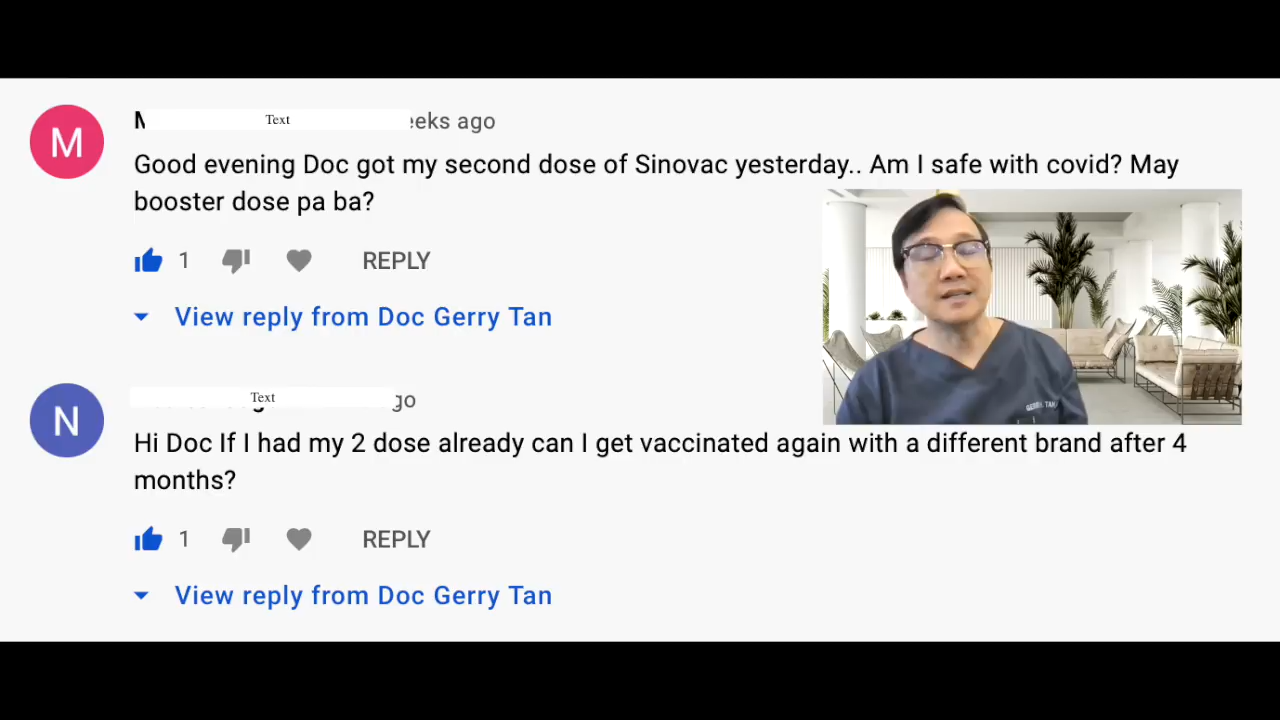 M
M Text eeks ago
Good evening Doc got my second dose of Sinovac yesterday.. Am I safe with covid? May
booster dose pa ba?
1 REPLY
View reply from Doc Gerry Tan
N
Text go
Hi Doc If I had my 2 dose already can I get vaccinated again with a different brand after 4
months?
1 REPLY
View reply from Doc Gerry Tan